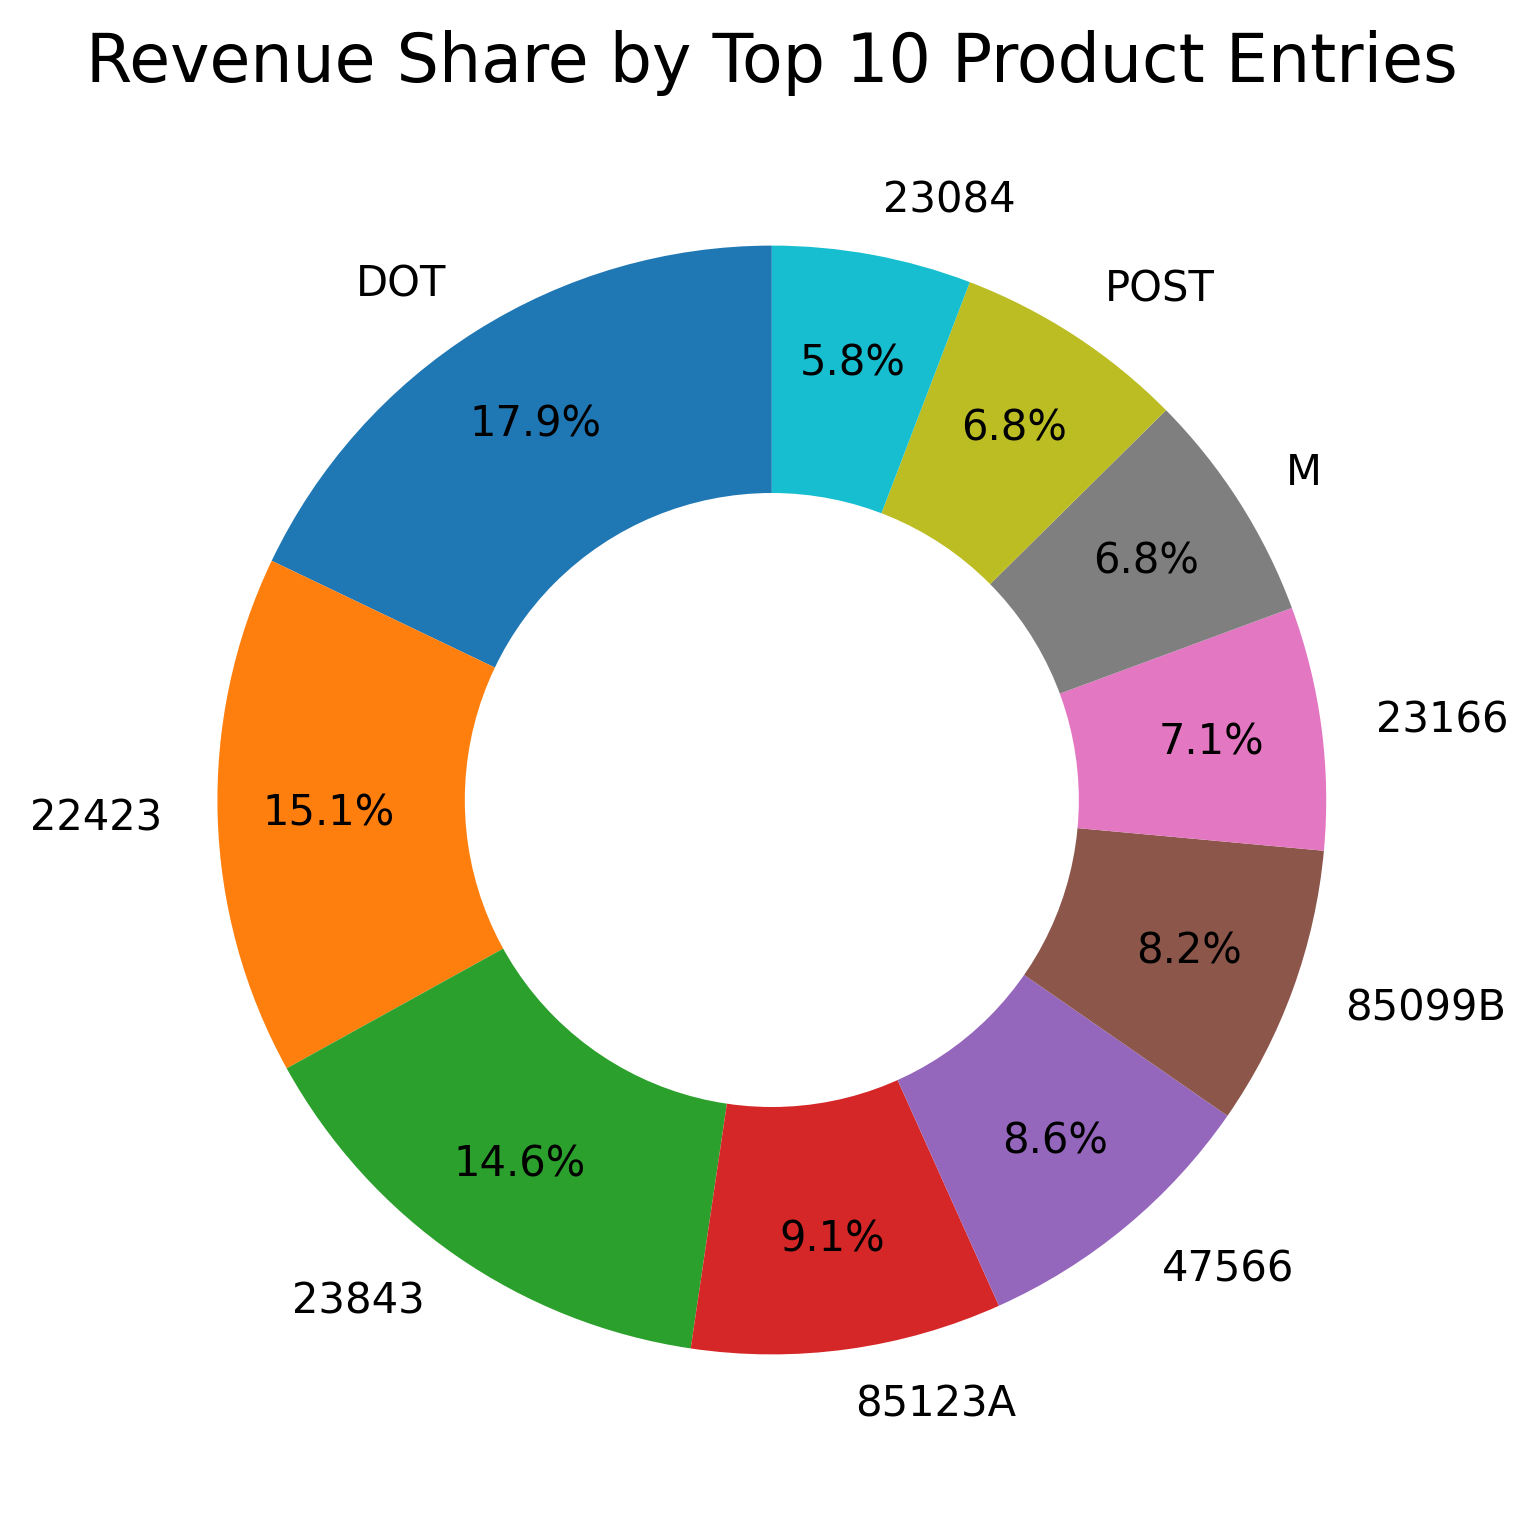 Revenue Share by Top 10 Product Entries
23084
DOT
POST
5.8%
17.9%
6.8%
M
6.8%
23166
7.1%
22423
15.1%
8.2%
85099B
8.6%
14.6%
9.1%
47566
23843
85123A